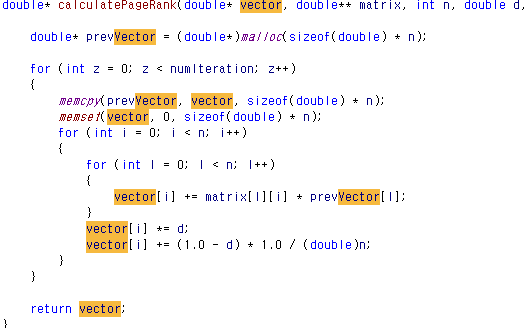 double* calculatePageRank(double* vector, double** matrix, int n, double d,
double* prevVector = (double*)malloc(sizeof(double) * n);
for (int z = 0; z < numIteration; z++)
{
memcpy(prevVector, vector, sizeof(double) * n);
memset(vector, 0, sizeof(double) * n);
for (int i = 0; i < n; i++)
{
for (int l = 0; l < n; l++)
{
vector[i] += matrix[l][i] * prevVector[l];
}
vector[i] *= d;
vector[i] += (1.0 - d) * 1.0 / (double)n;
}
}
return vector;
}